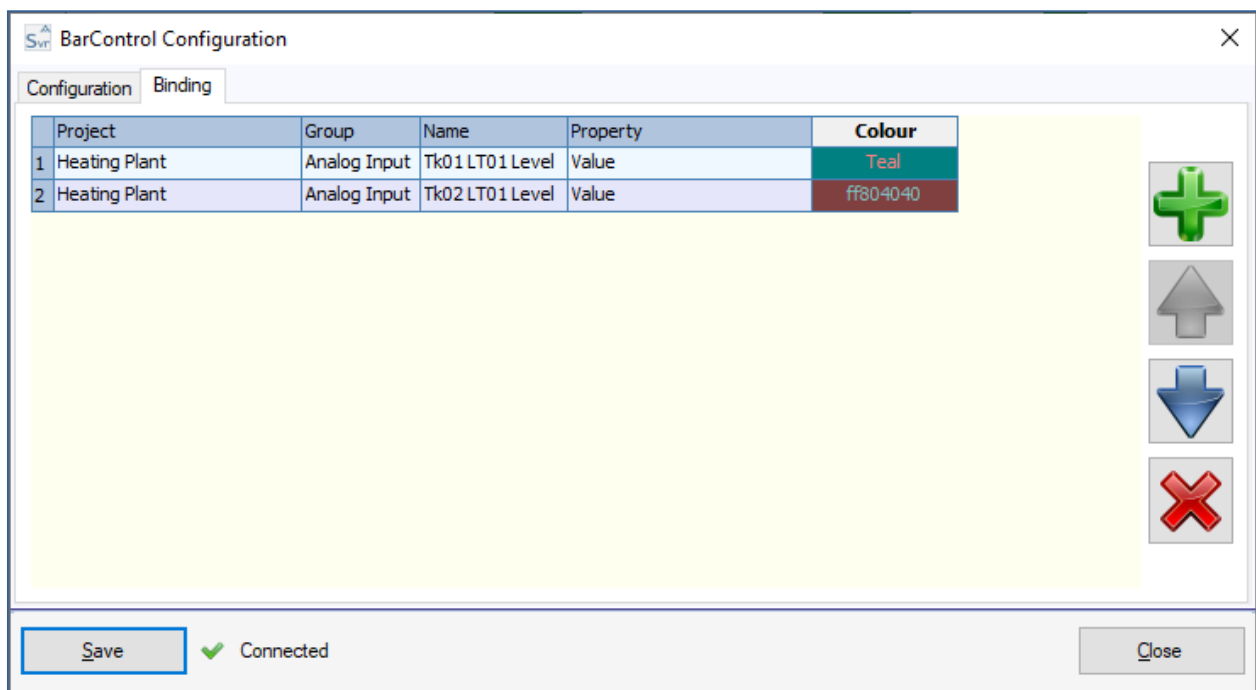 Svr BarControl Configuration
Configuration Binding
Project Group Name Property Colour
1 Heating Plant Analog Input Tk01 LT01 Level Value Teal
2 Heating Plant Analog Input Tk02 LT01 Level Value ff804040
Save Connected Close